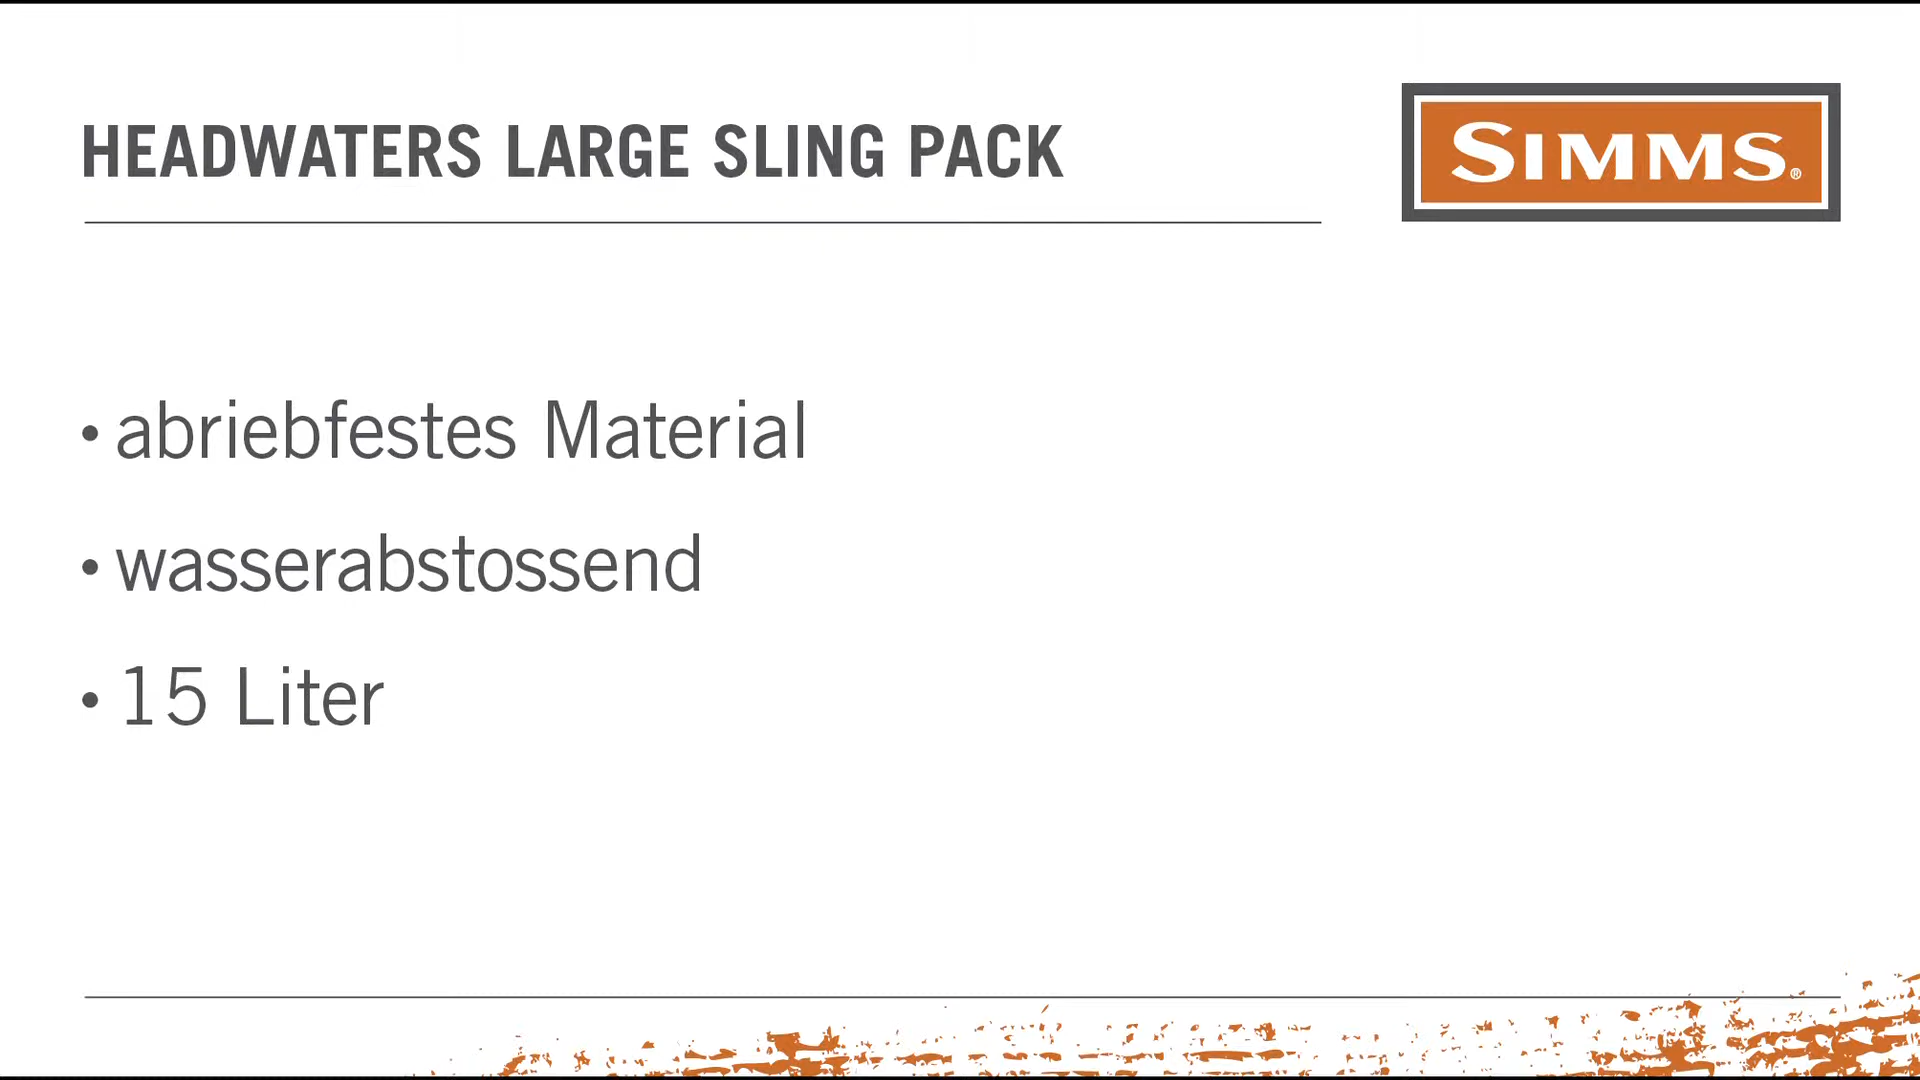 HEADWATERS LARGE SLING PACK
SIMMS®
• abriebfestes Material
• wasserabstossend
• 15 Liter